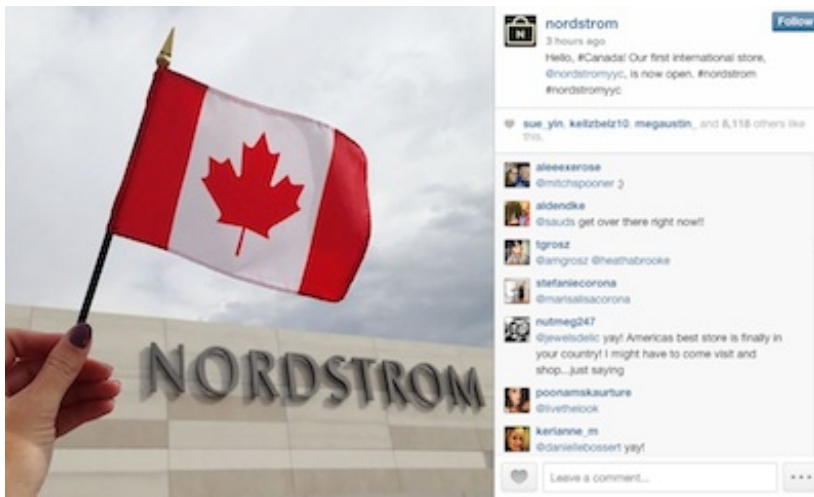 NORDSTROM
N
nordstrom
Follow
3 hours ago
Hello, #Canada! Our first international store,
@nordstromyyc, is now open. #nordstrom
#nordstromyyc
sue_yin, kellzbelz10, megaustin_ and 8,118 others like
this.
aleeexerose
@mitchspooner ;)
aldendke
@sauds get over there right now!!
tgrosz
@amgrosz @heathabrooke
stefaniecorona
@marisalisacorona
nutmeg247
@jewelsdelic yay! Americas best store is finally in
your country! I might have to come visit and
shop...just saying
poonamskaurture
@livethelook
kerianne_m
@daniellebossert yay!
Leave a comment...